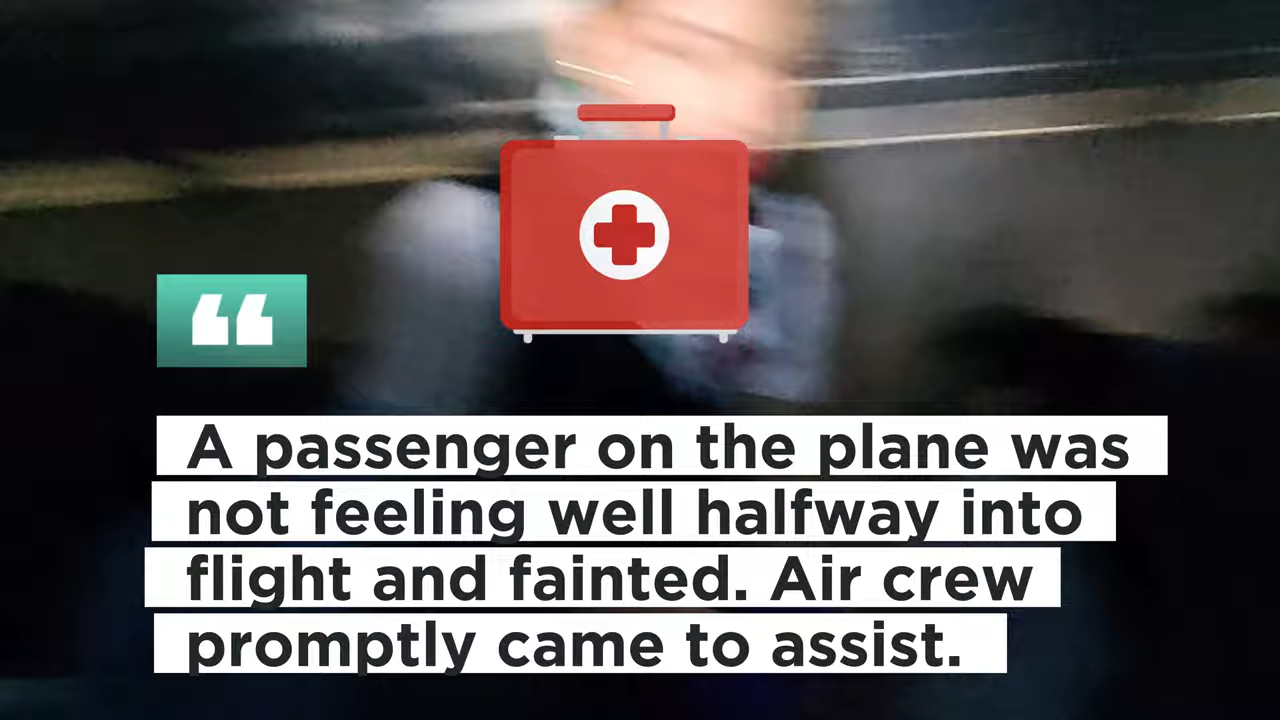 “
A passenger on the plane was
not feeling well halfway into
flight and fainted. Air crew
promptly came to assist.